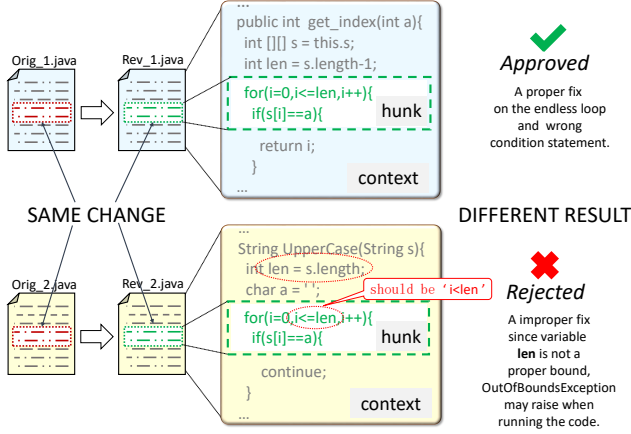 Orig_1.java
Rev_1.java
...
public int get_index(int a){
int [][] s = this.s;
int len = s.length-1;
for(i=0,i<=len,i++){
if(s[i]==a){
hunk
return i;
}
context
...
Approved
A proper fix
on the endless loop
and wrong
condition statement.
SAME CHANGE
DIFFERENT RESULT
Orig_2.java
Rev_2.java
...
String UpperCase(String s){
int len = s.length;
char a = ' ';
should be ‘i<len’
for(i=0,i<=len,i++){
if(s[i]==a){
hunk
continue;
}
context
...
Rejected
A improper fix
since variable
len is not a
proper bound,
OutOfBoundsException
may raise when
running the code.